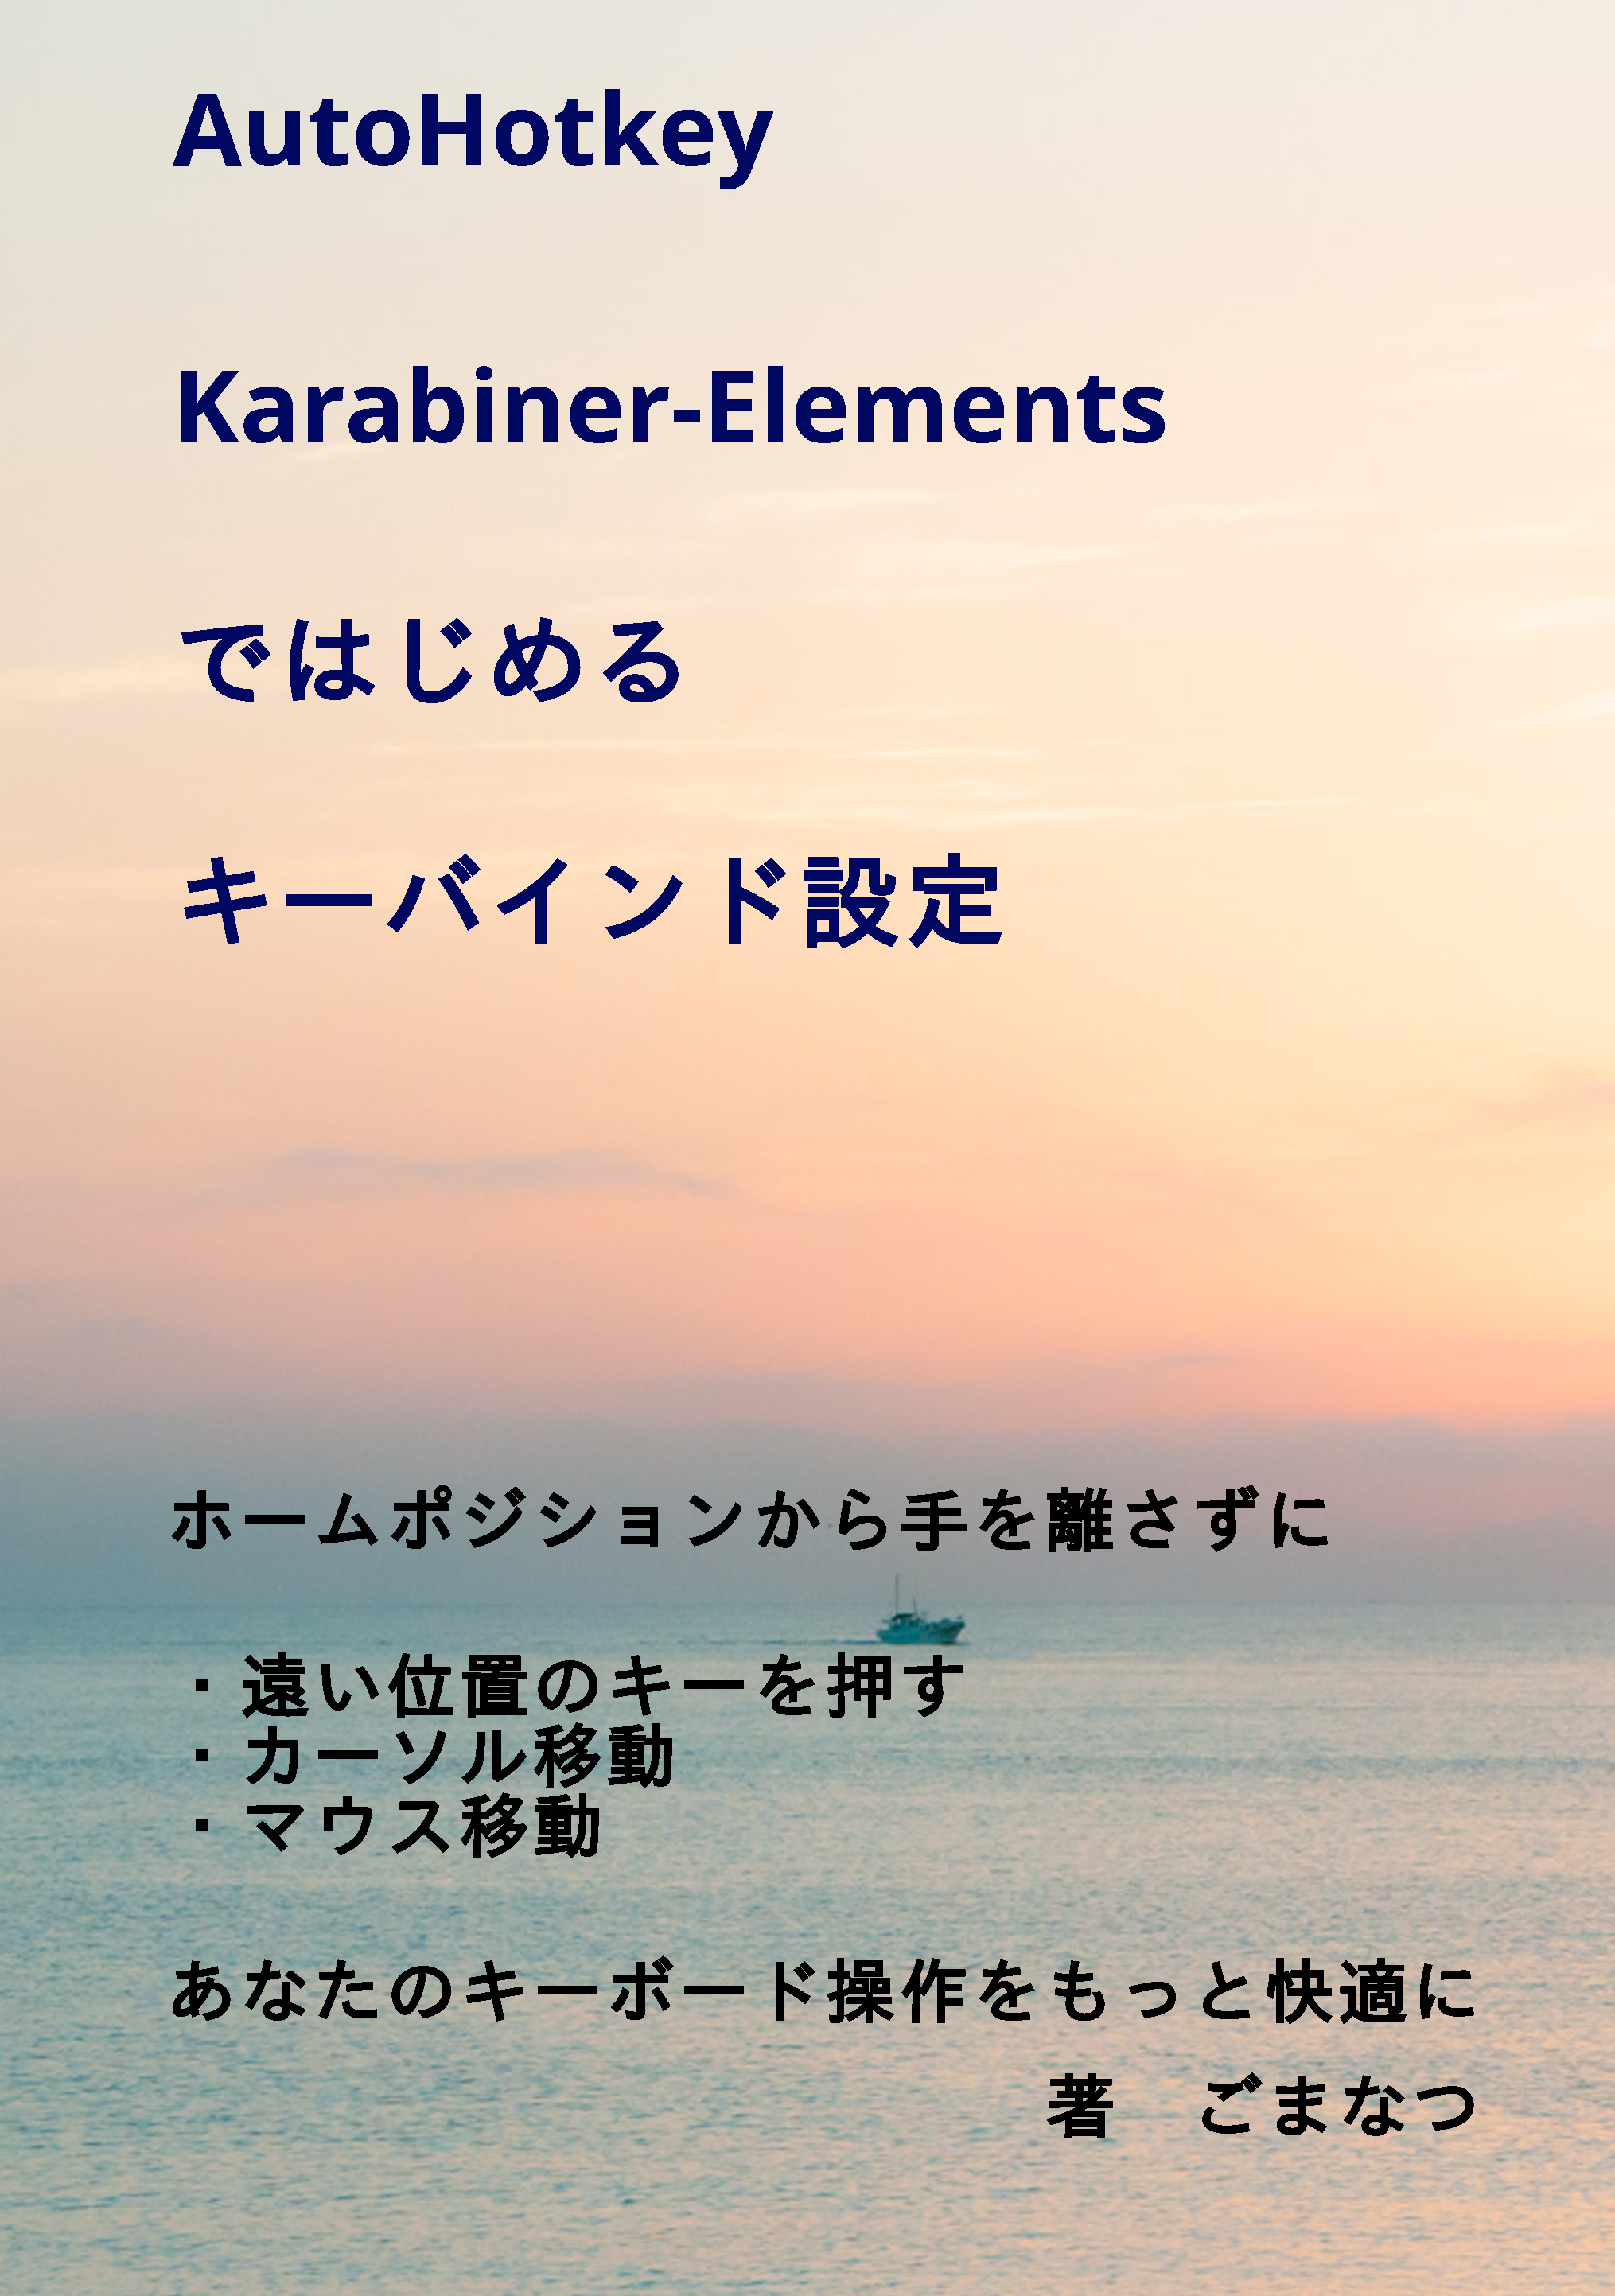 AutoHotkey
Karabiner-Elements
ではじめる
キーバインド設定
ホームポジションから手を離さずに
・遠い位置のキーを押す
・カーソル移動
・マウス移動
あなたのキーボード操作をもっと快適に
著　ごまなつ